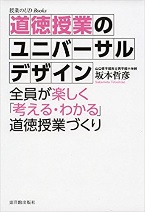 授業のUD Books
道徳授業の
ユニバーサル
デザイン
全員が楽しく
「考える・わかる」
道徳授業づくり
坂本哲彦
東洋館出版社